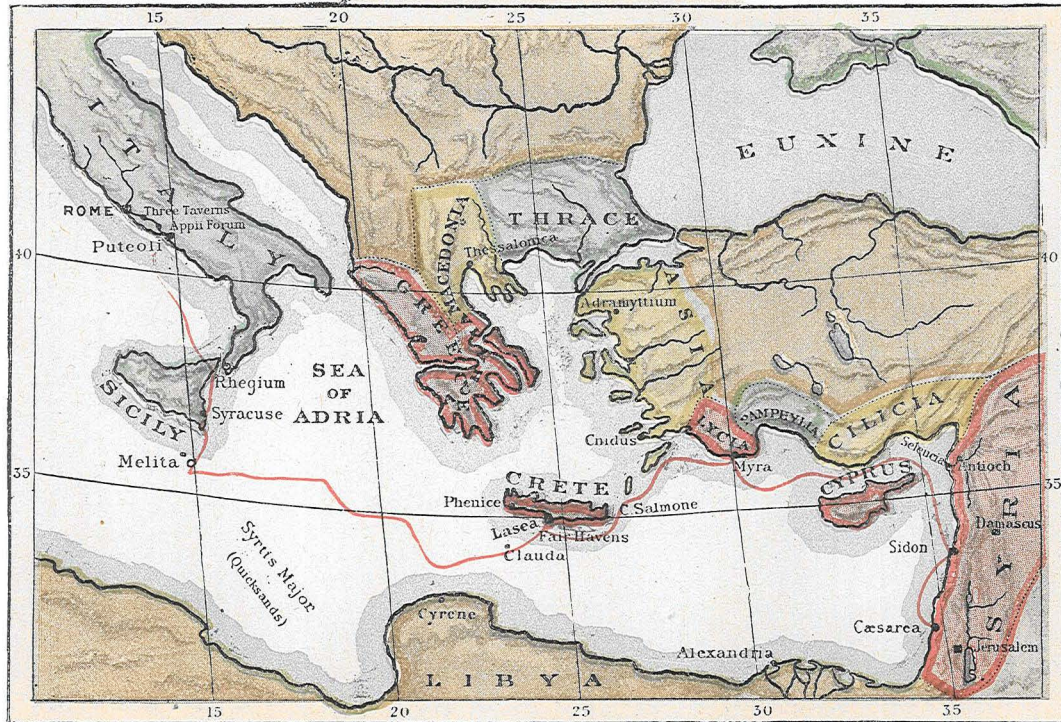 15 20 25 30 35
EUXINE
ITALY
ROME
Three Taverns
Appii Forum
Puteoli
MACEDONIA
THRACE
Thessalonica
40
40
GREECE
ASIA
Adramyttium
Rhegium
SEA
OF
ADRIA
SICILY
Syracuse
LYCIA
PAMPEYLIA
CILICIA
SYRIA
Cnidus
Seleucia
Antioch
Melita
Myra
35
35
CRETE
CYPRUS
Phenice
C.Salmone
Lasea
Fair Havens
Clauda
Damascus
Sidon
Syrtis Major
(Quicksands)
Cyrene
Cæsarea
Jerusalem
Alexandria
LIBYA
15 20 25 30 35